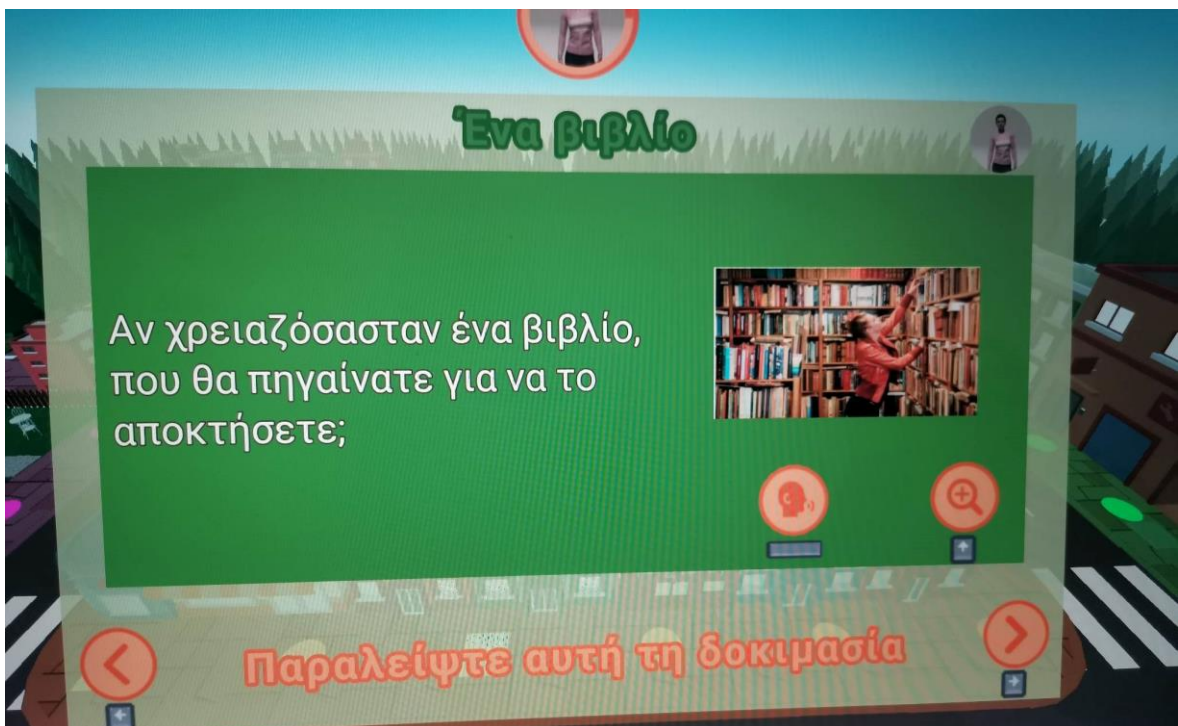 Ένα βιβλίο
Αν χρειαζόσασταν ένα βιβλίο,
που θα πηγαίνατε για να το
αποκτήσετε;
Παραλείψτε αυτή τη δοκιμασία